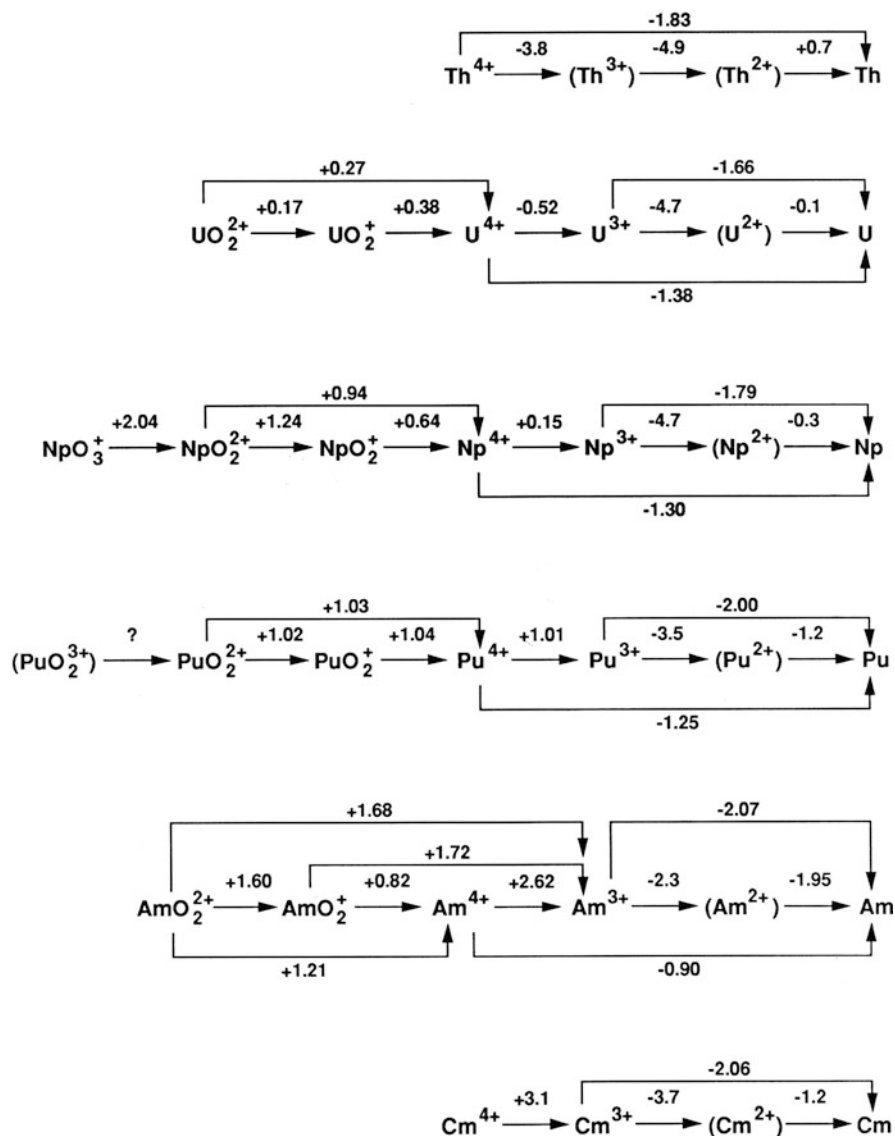 -1.83
-3.8 -4.9 +0.7
Th⁴⁺ (Th³⁺) (Th²⁺) Th
+0.27 -1.66
+0.17 +0.38 -0.52 -4.7 -0.1
UO₂²⁺ UO₂⁺ U⁴⁺ U³⁺ (U²⁺) U
-1.38
+0.94 -1.79
+2.04 +1.24 +0.64 +0.15 -4.7 -0.3
NpO₃⁺ NpO₂²⁺ NpO₂⁺ Np⁴⁺ Np³⁺ (Np²⁺) Np
-1.30
+1.03 -2.00
? +1.02 +1.04 +1.01 -3.5 -1.2
(PuO₂³⁺) PuO₂²⁺ PuO₂⁺ Pu⁴⁺ Pu³⁺ (Pu²⁺) Pu
-1.25
+1.68 -2.07
+1.72
+1.60 +0.82 +2.62 -2.3 -1.95
AmO₂²⁺ AmO₂⁺ Am⁴⁺ Am³⁺ (Am²⁺) Am
+1.21 -0.90
-2.06
+3.1 -3.7 -1.2
Cm⁴⁺ Cm³⁺ (Cm²⁺) Cm